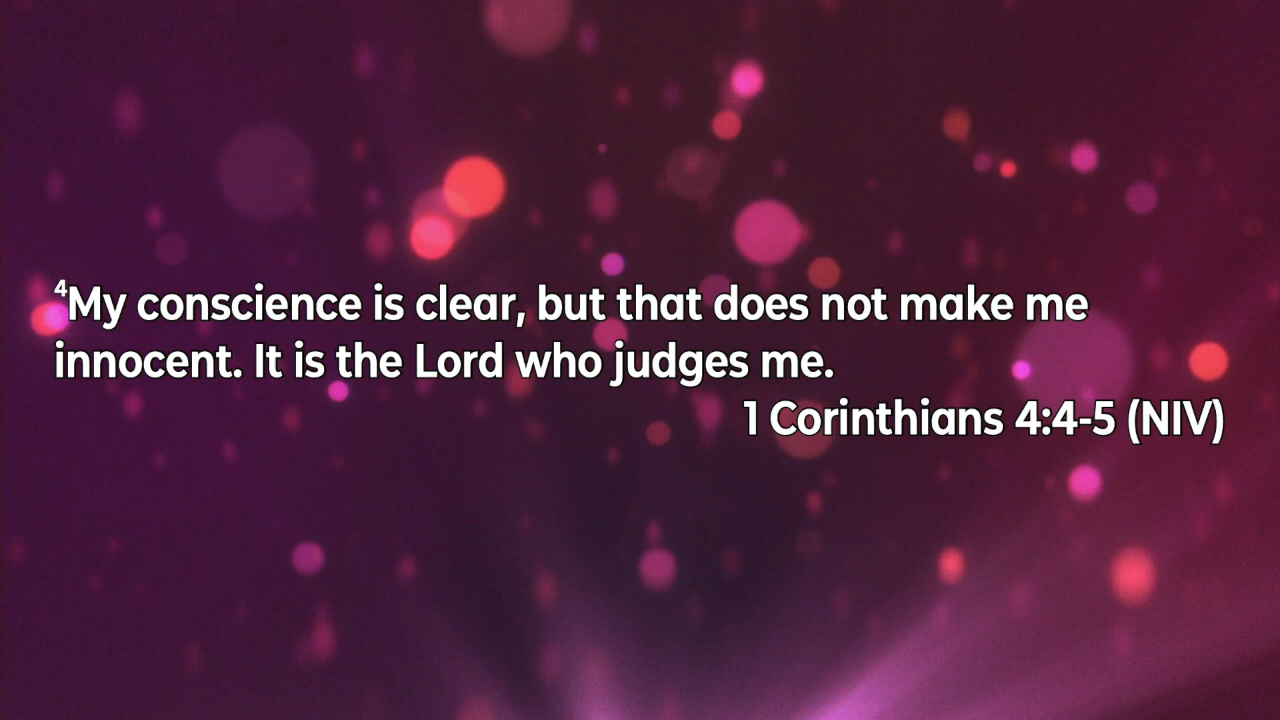 ⁴My conscience is clear, but that does not make me
innocent. It is the Lord who judges me.
1 Corinthians 4:4-5 (NIV)